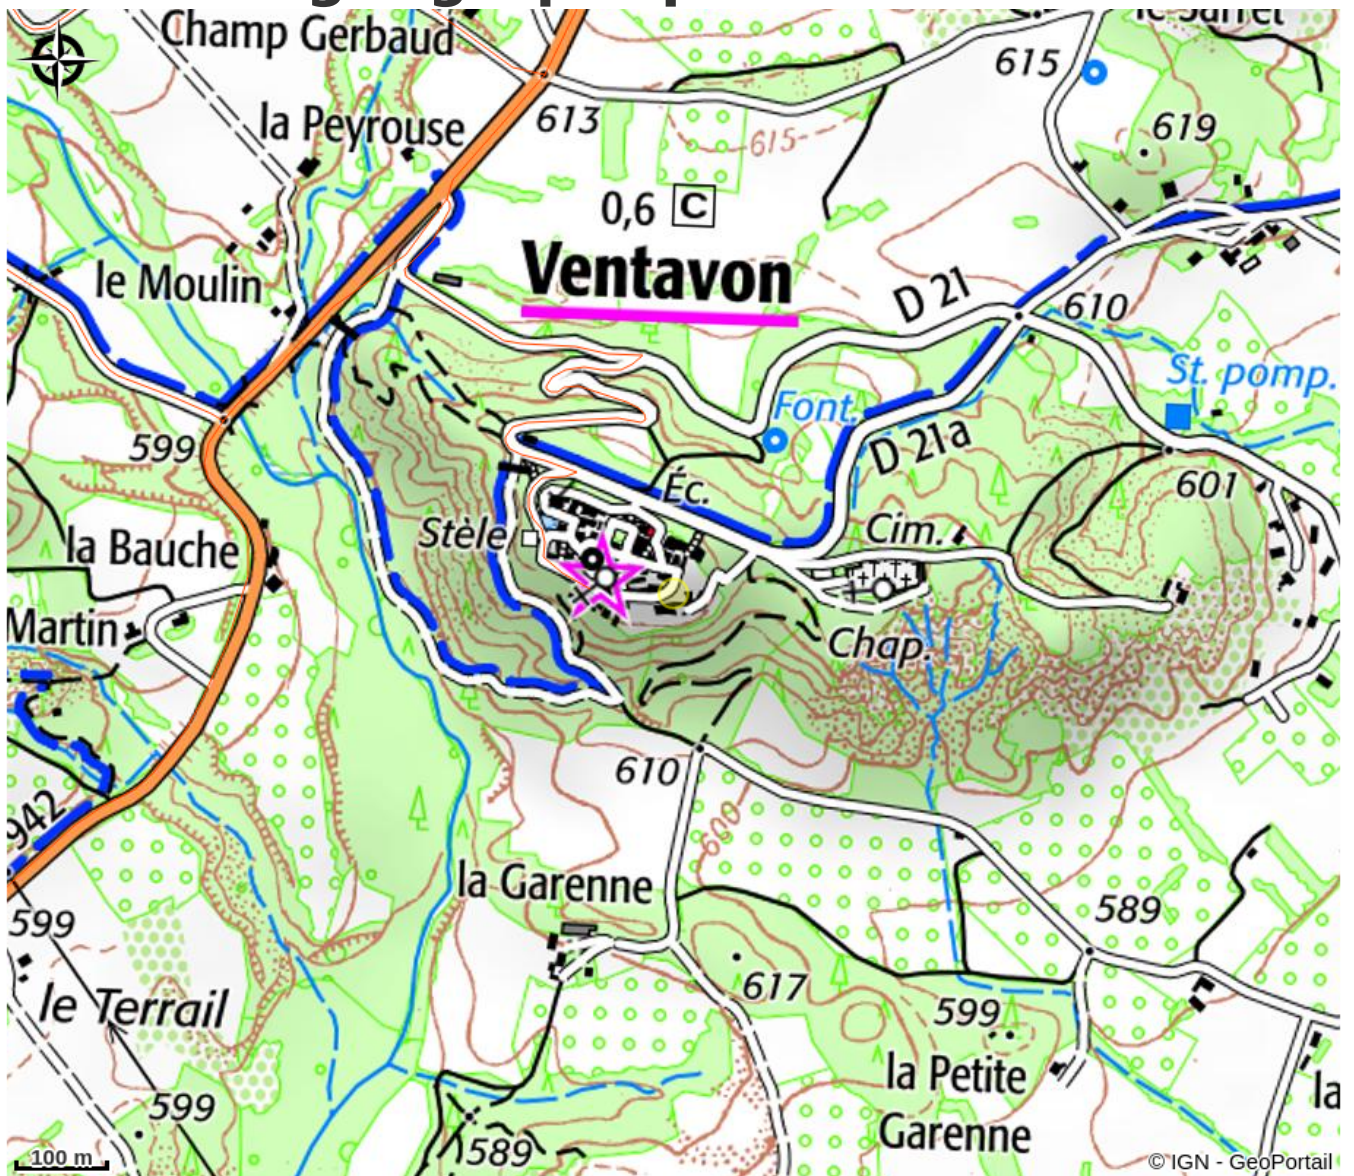 Champ Gerbaud
615
la Peyrouse
613
619
615
0,6 C
Ventavon
le Moulin
D 21
610
St. pomp.
Font.
599
D 21a
601
Éc.
Stèle
Cim.
la Bauche
Martin
Chap.
610
942
600
la Garenne
589
599
617
le Terrail
599
la Petite
Garenne
la
599
589
100 m
© IGN - GeoPortail